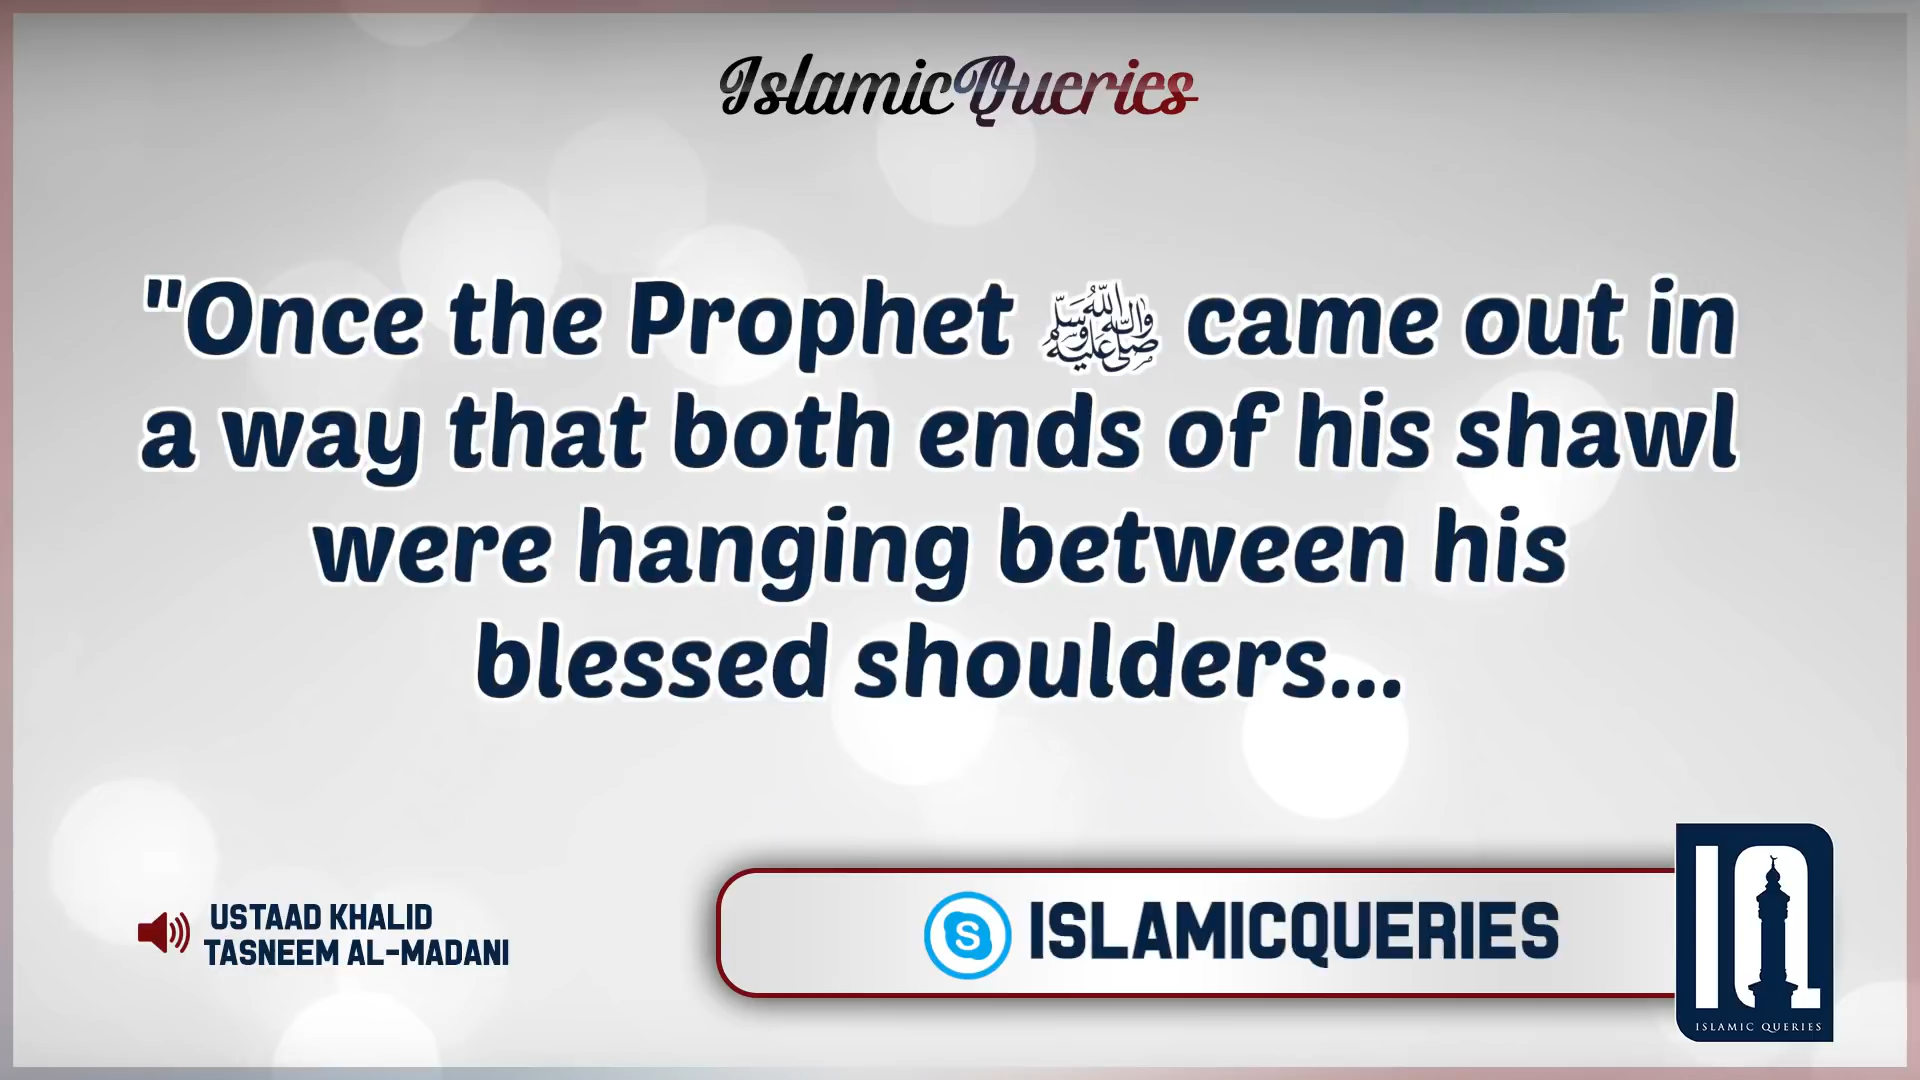 IslamicQueries
"Once the Prophet ﷺ came out in
a way that both ends of his shawl
were hanging between his
blessed shoulders...
USTAAD KHALID
TASNEEM AL-MADANI
ISLAMICQUERIES
IQ
ISLAMIC QUERIES